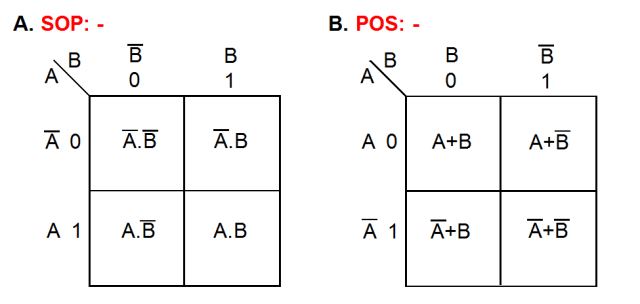 A. SOP: -
B. POS: -
B B̅ B
A 0 1
A̅ 0 A̅.B̅ A̅.B
A 1 A.B̅ A.B
B B B̅
A 0 1
A 0 A+B A+B̅
A̅ 1 A̅+B A̅+B̅